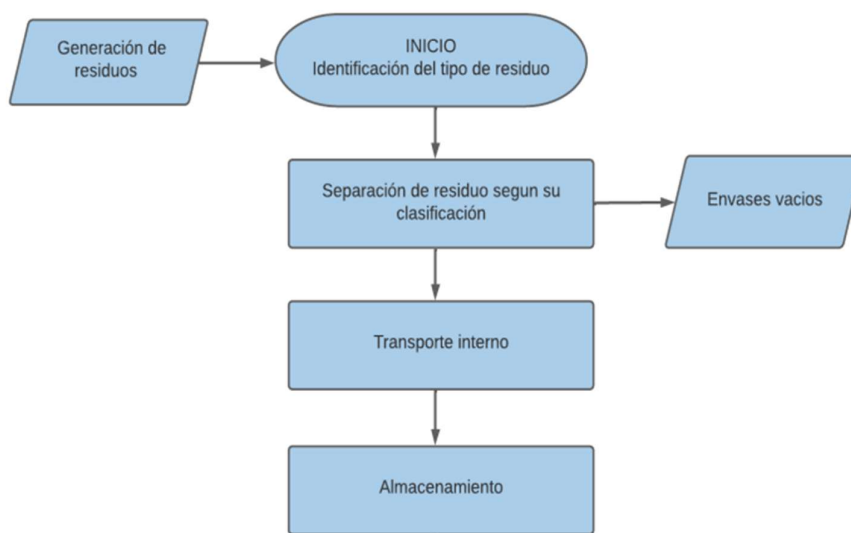 Generación de
residuos
INICIO
Identificación del tipo de residuo
Separación de residuo segun su
clasificación
Envases vacios
Transporte interno
Almacenamiento